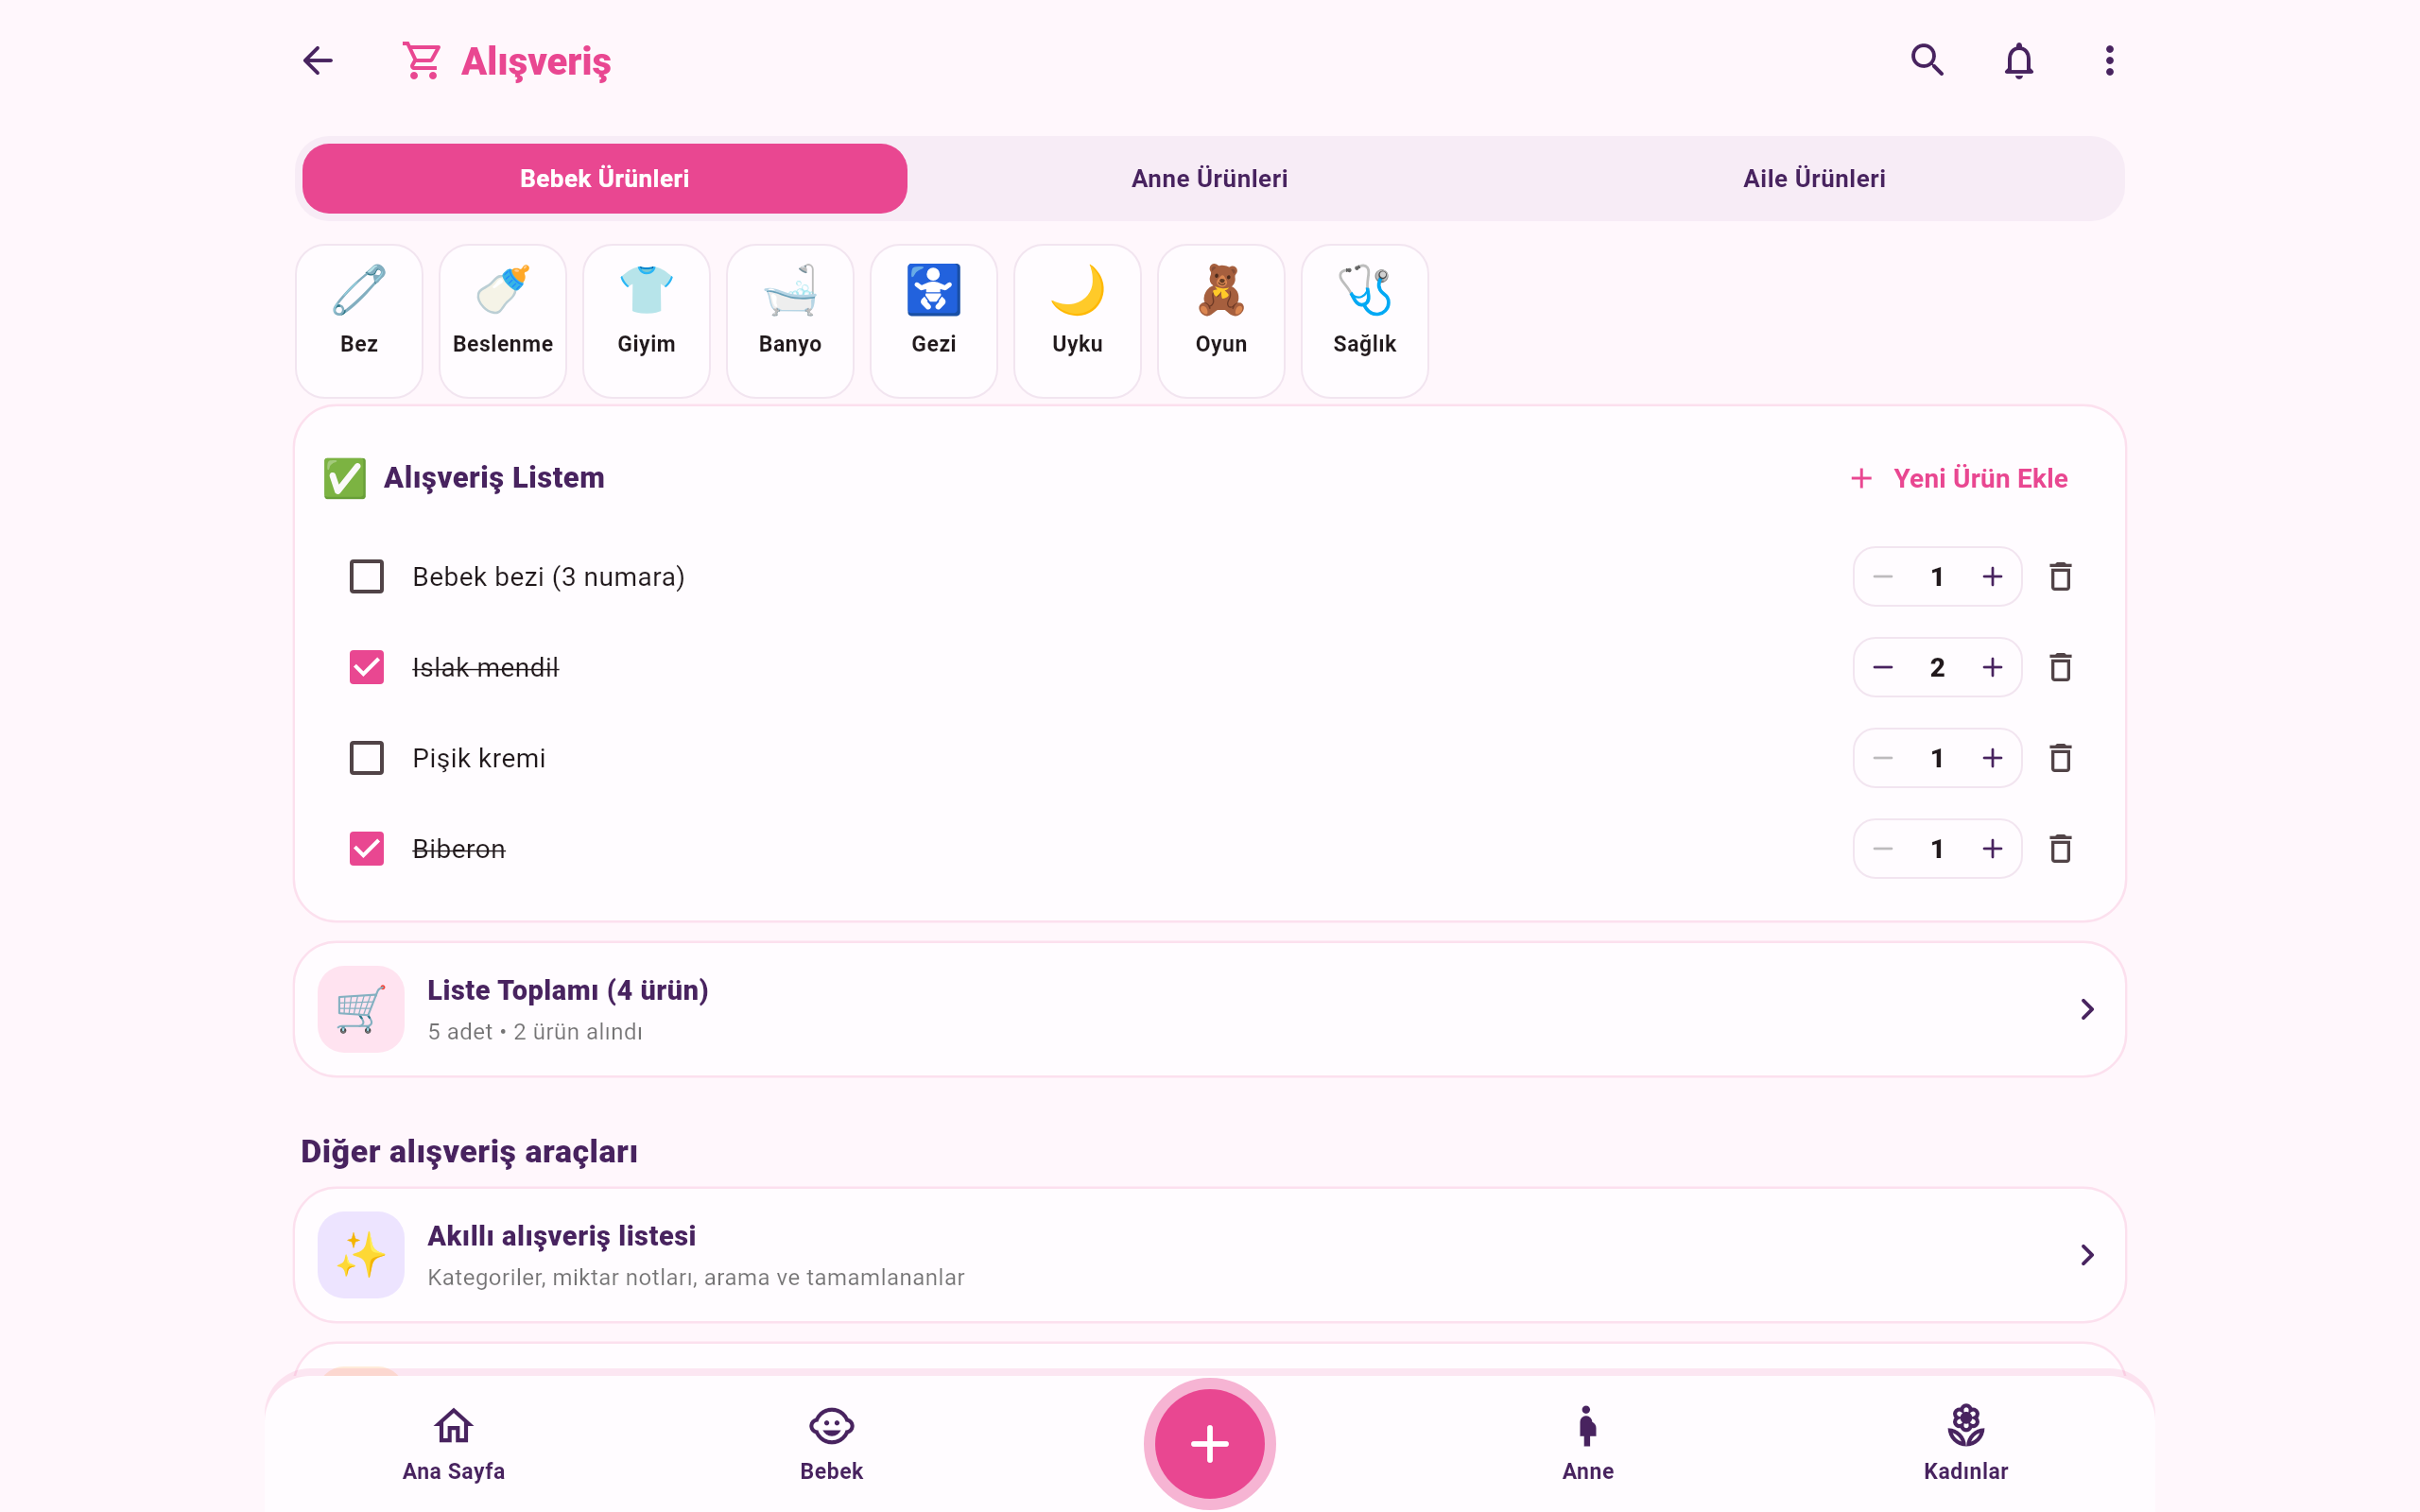 Alışveriş
Bebek Ürünleri
Anne Ürünleri
Aile Ürünleri
Bez
Beslenme
Giyim
Banyo
Gezi
Uyku
Oyun
Sağlık
Alışveriş Listem
Yeni Ürün Ekle
Bebek bezi (3 numara)
1
Islak mendil
2
Pişik kremi
1
Biberon
1
Liste Toplamı (4 ürün)
5 adet • 2 ürün alındı
Diğer alışveriş araçları
Akıllı alışveriş listesi
Kategoriler, miktar notları, arama ve tamamlananlar
Ana Sayfa
Bebek
Anne
Kadınlar